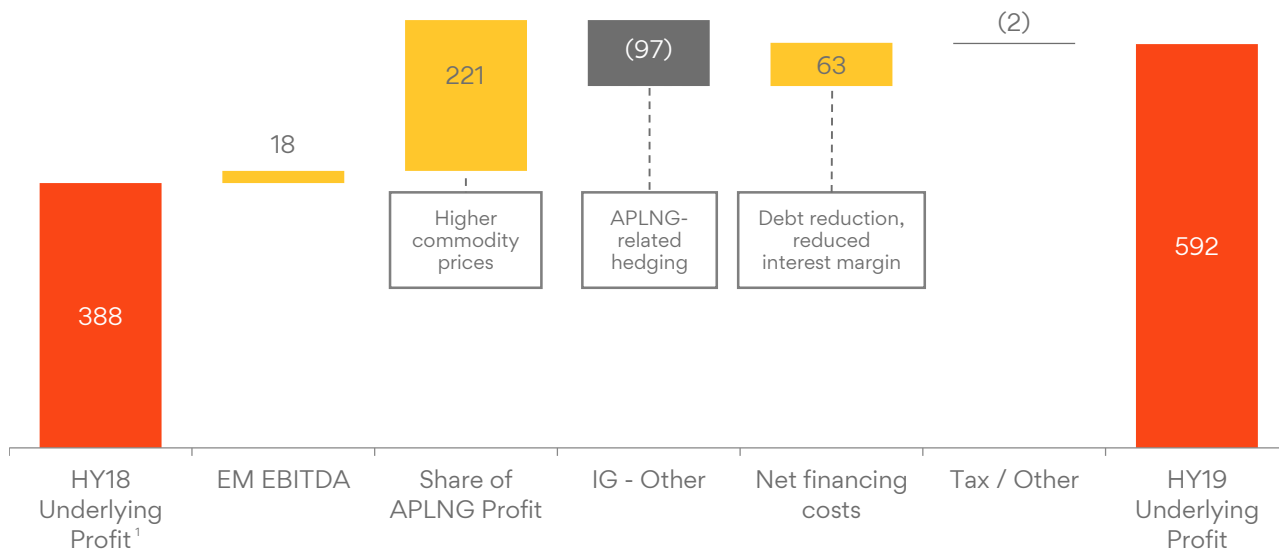 (2)
(97)
63
221
18
Higher
commodity
prices
APLNG-
related
hedging
Debt reduction,
reduced
interest margin
592
388
HY18
Underlying
Profit ¹
EM EBITDA
Share of
APLNG Profit
IG - Other
Net financing
costs
Tax / Other
HY19
Underlying
Profit